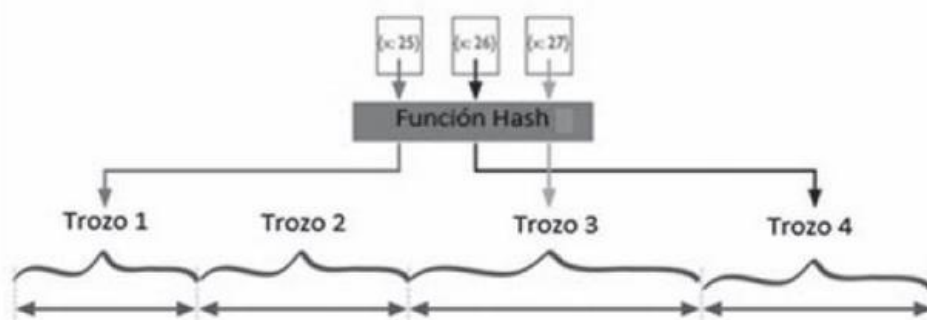 {x: 25} {x: 26} {x: 27}
Función Hash
Trozo 1 Trozo 2 Trozo 3 Trozo 4